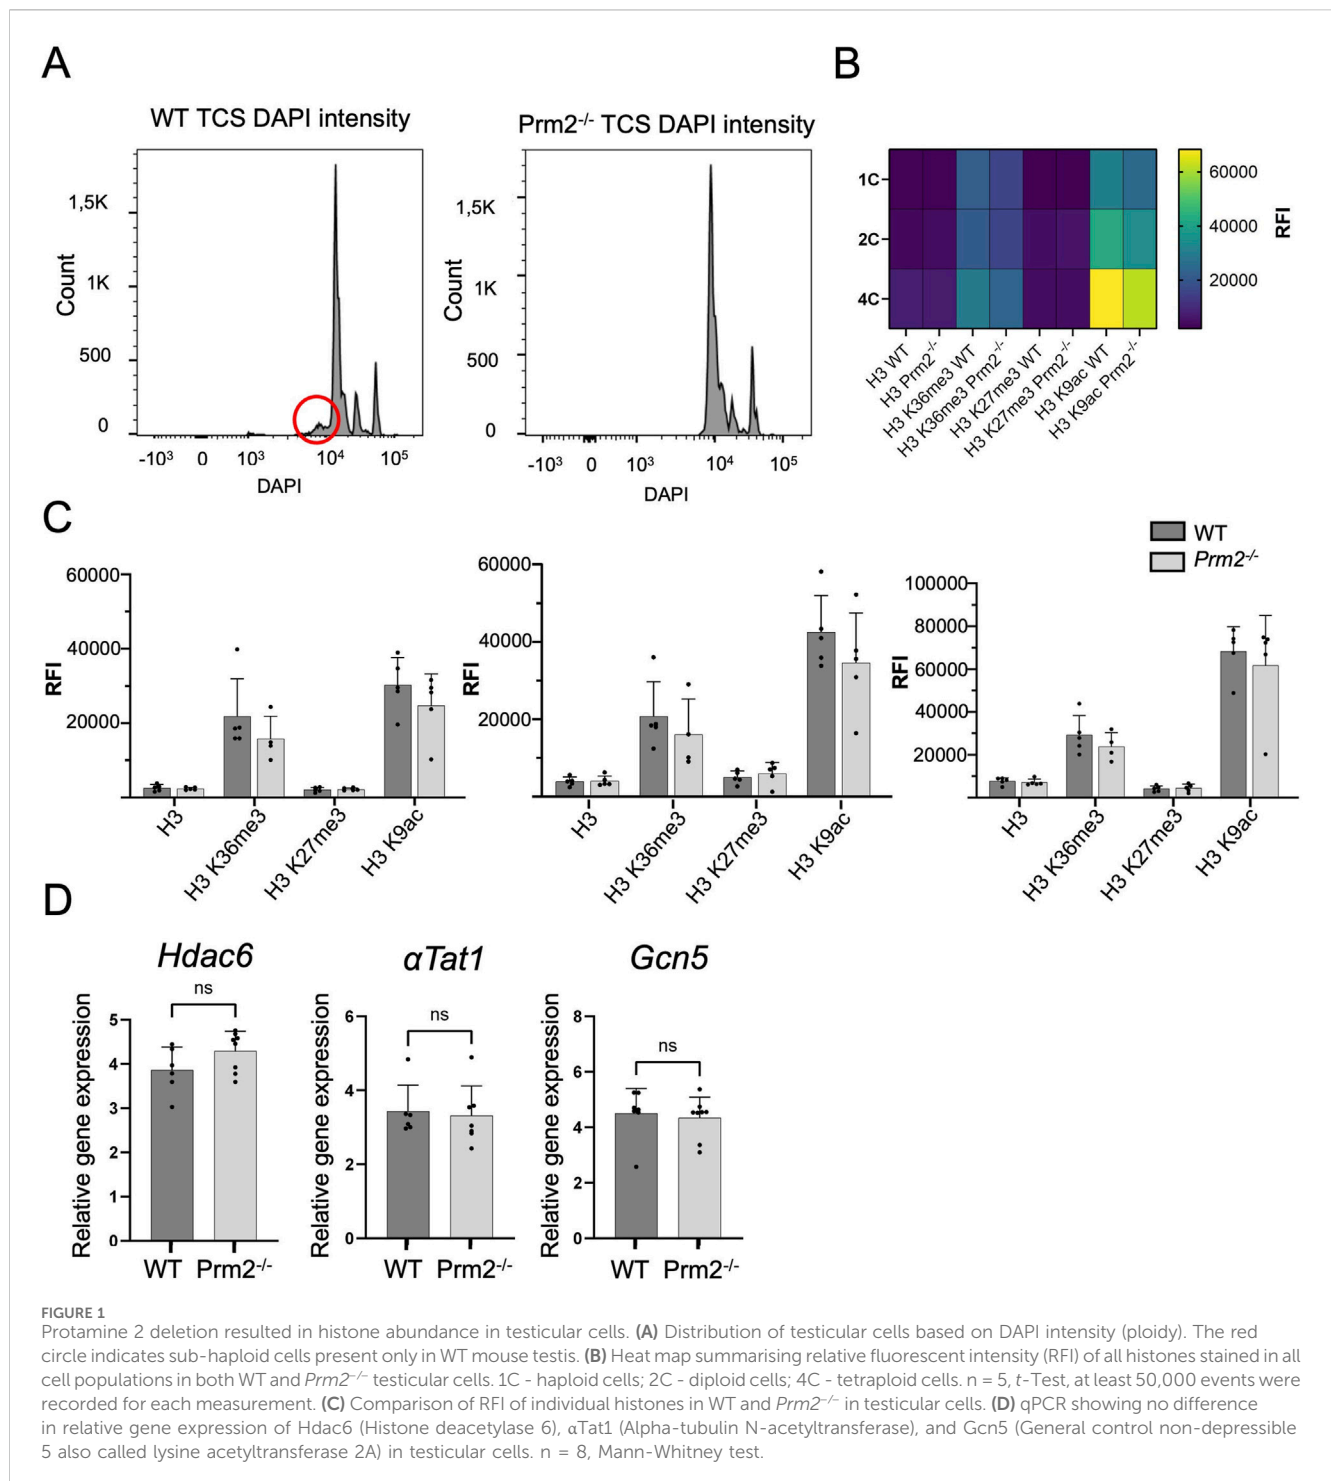 A
WT TCS DAPI intensity
Count
1,5K
1K
500
0
-10³ 0 10³ 10⁴ 10⁵
DAPI
Prm2⁻/⁻ TCS DAPI intensity
Count
1,5K
1K
500
0
-10³ 0 10³ 10⁴ 10⁵
DAPI
B
1C
2C
4C
H3 WT
H3 Prm2⁻/⁻
H3 K36me3 WT
H3 K36me3 Prm2⁻/⁻
H3 K27me3 WT
H3 K27me3 Prm2⁻/⁻
H3 K9ac WT
H3 K9ac Prm2⁻/⁻
60000
40000
20000
RFI
C
WT
Prm2⁻/⁻
RFI
60000
40000
20000
H3
H3 K36me3
H3 K27me3
H3 K9ac
RFI
60000
40000
20000
H3
H3 K36me3
H3 K27me3
H3 K9ac
RFI
100000
80000
60000
40000
20000
H3
H3 K36me3
H3 K27me3
H3 K9ac
D
Hdac6
ns
Relative gene expression
5
4
3
2
1
0
WT Prm2⁻/⁻
αTat1
ns
Relative gene expression
6
4
2
0
WT Prm2⁻/⁻
Gcn5
ns
Relative gene expression
8
6
4
2
0
WT Prm2⁻/⁻
FIGURE 1
Protamine 2 deletion resulted in histone abundance in testicular cells. (A) Distribution of testicular cells based on DAPI intensity (ploidy). The red
circle indicates sub-haploid cells present only in WT mouse testis. (B) Heat map summarising relative fluorescent intensity (RFI) of all histones stained in all
cell populations in both WT and Prm2⁻/⁻ testicular cells. 1C - haploid cells; 2C - diploid cells; 4C - tetraploid cells. n = 5, t-Test, at least 50,000 events were
recorded for each measurement. (C) Comparison of RFI of individual histones in WT and Prm2⁻/⁻ in testicular cells. (D) qPCR showing no difference
in relative gene expression of Hdac6 (Histone deacetylase 6), αTat1 (Alpha-tubulin N-acetyltransferase), and Gcn5 (General control non-depressible
5 also called lysine acetyltransferase 2A) in testicular cells. n = 8, Mann-Whitney test.